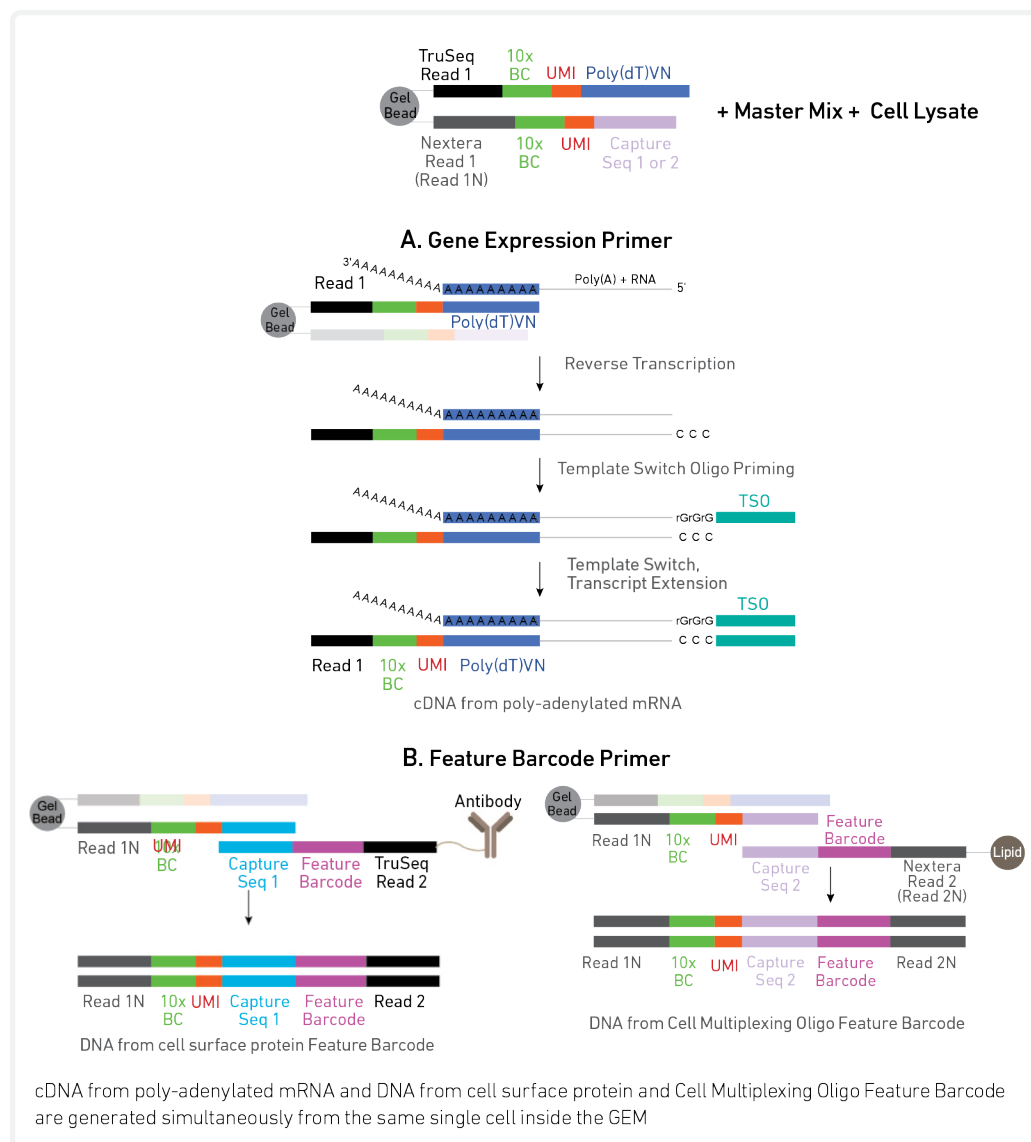 TruSeq
Read 1
10x
BC
UMI
Poly(dT)VN
Gel
Bead
+ Master Mix + Cell Lysate
Nextera
Read 1
(Read 1N)
10x
BC
UMI
Capture
Seq 1 or 2
A. Gene Expression Primer
3'AAAAAAAAAA
AAAAAAAAA
Poly(A) + RNA
5'
Read 1
Gel
Bead
Poly(dT)VN
Reverse Transcription
AAAAAAAAAA
AAAAAAAAA
C C C
Template Switch Oligo Priming
AAAAAAAAAA
AAAAAAAAA
rGrGrG
TSO
C C C
Template Switch,
Transcript Extension
AAAAAAAAAA
AAAAAAAAA
rGrGrG
TSO
C C C
Read 1
10x
BC
UMI
Poly(dT)VN
cDNA from poly-adenylated mRNA
B. Feature Barcode Primer
Gel
Bead
Antibody
Read 1N
10x
BC
UMI
Capture
Seq 1
Feature
Barcode
TruSeq
Read 2
Read 1N
10x
BC
UMI
Capture
Seq 1
Feature
Barcode
Read 2
DNA from cell surface protein Feature Barcode
Gel
Bead
Read 1N
10x
BC
UMI
Feature
Barcode
Lipid
Capture
Seq 2
Nextera
Read 2
(Read 2N)
Read 1N
10x
BC
UMI
Capture
Seq 2
Feature
Barcode
Read 2N
DNA from Cell Multiplexing Oligo Feature Barcode
cDNA from poly-adenylated mRNA and DNA from cell surface protein and Cell Multiplexing Oligo Feature Barcode
are generated simultaneously from the same single cell inside the GEM